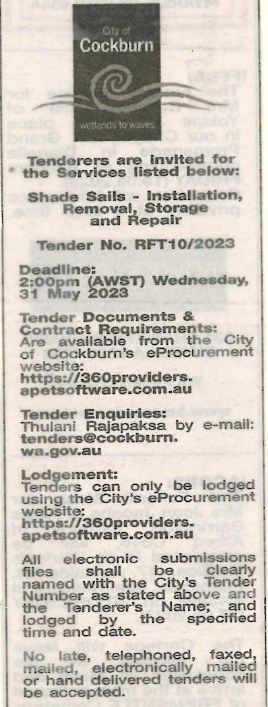 City of
Cockburn
wetlands to waves
Tenderers are invited for
the Services listed below:
Shade Sails - Installation,
Removal, Storage
and Repair
Tender No. RFT10/2023
Deadline:
2:00pm (AWST) Wednesday,
31 May 2023
Tender Documents &
Contract Requirements:
Are available from the City
of Cockburn's eProcurement
website:
https://360providers.
apetsoftware.com.au
Tender Enquiries:
Thulani Rajapaksa by e-mail:
tenders@cockburn.
wa.gov.au
Lodgement:
Tenders can only be lodged
using the City's eProcurement
website:
https://360providers.
apetsoftware.com.au
All electronic submissions
files shall be clearly
named with the City's Tender
Number as stated above and
the Tenderer's Name; and
lodged by the specified
time and date.
No late, telephoned, faxed,
mailed, electronically mailed
or hand delivered tenders will
be accepted.